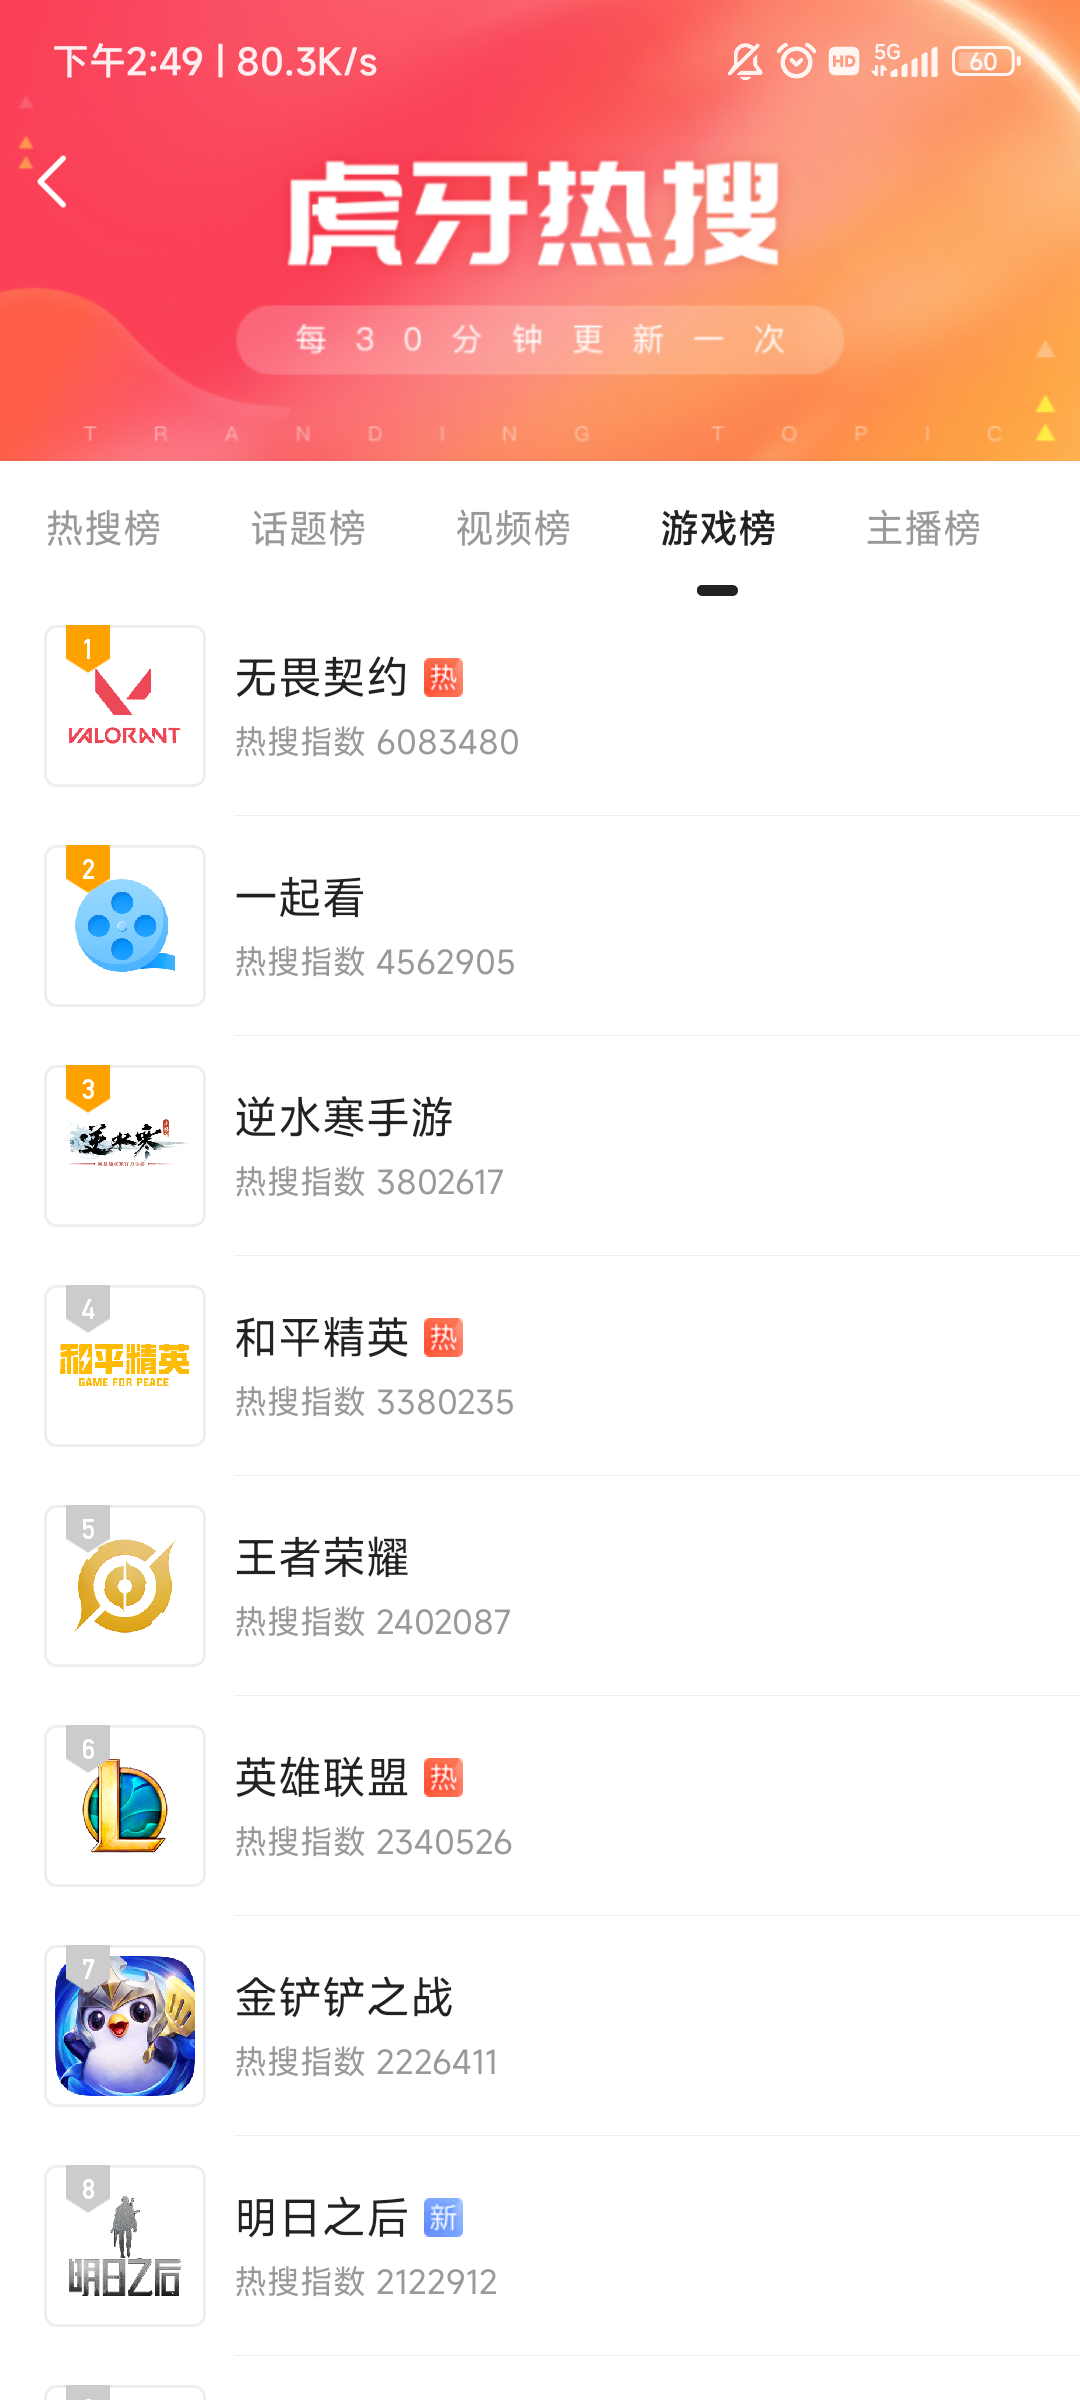 下午2:49 | 80.3K/s
HD 5G 60
虎牙热搜
每30分钟更新一次
TRANDING TOPIC
热搜榜 话题榜 视频榜 游戏榜 主播榜
1
VALORANT
无畏契约 热
热搜指数 6083480
2
一起看
热搜指数 4562905
3
逆水寒
逆水寒手游
热搜指数 3802617
4
和平精英
GAME FOR PEACE
和平精英 热
热搜指数 3380235
5
王者荣耀
热搜指数 2402087
6
英雄联盟 热
热搜指数 2340526
7
金铲铲之战
热搜指数 2226411
8
明日之后
明日之后 新
热搜指数 2122912